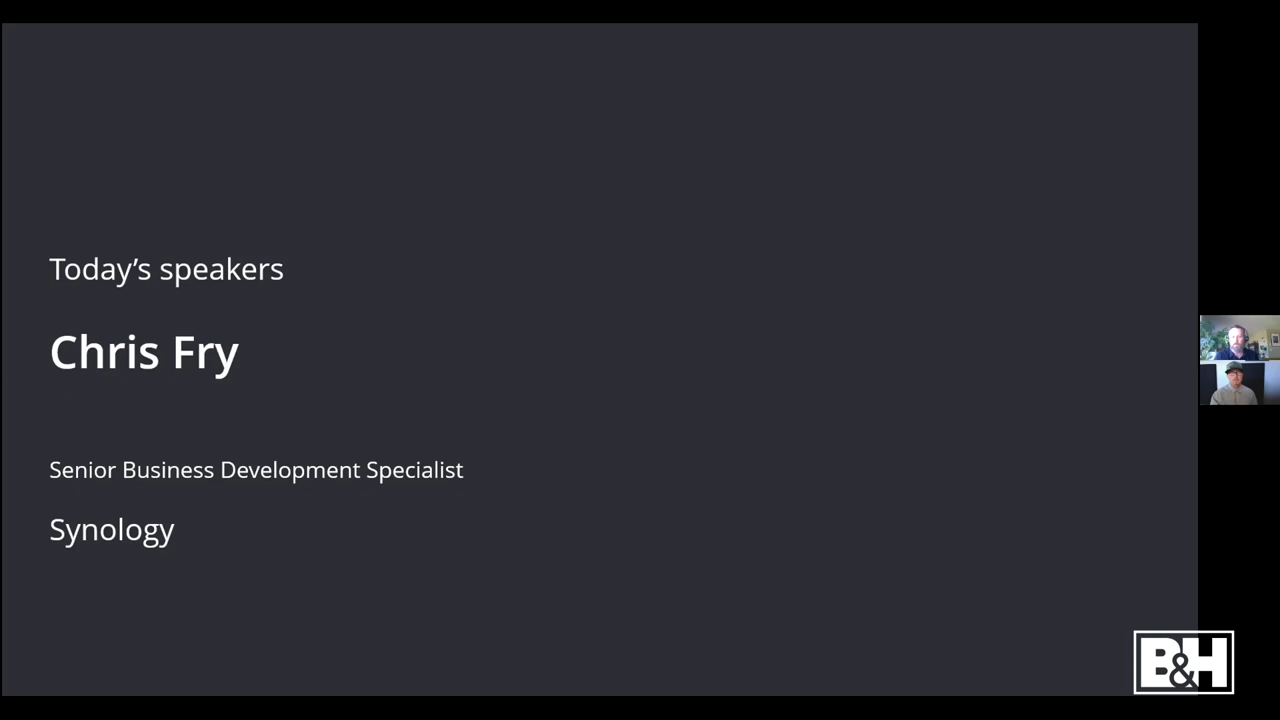 Today’s speakers
Chris Fry
Senior Business Development Specialist
Synology
B&H